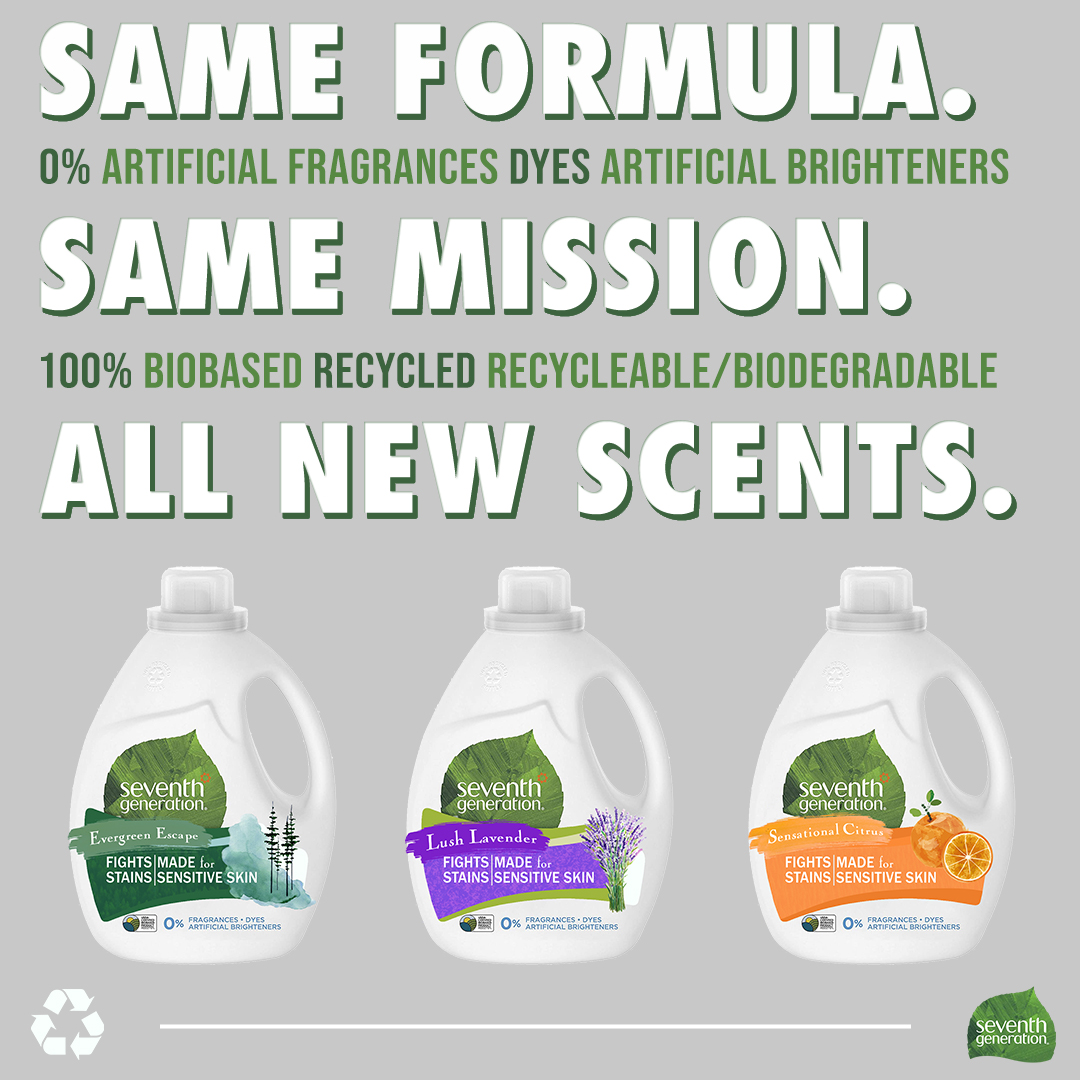 SAME FORMULA.
0% ARTIFICIAL FRAGRANCES DYES ARTIFICIAL BRIGHTENERS
SAME MISSION.
100% BIOBASED RECYCLED RECYCLEABLE/BIODEGRADABLE
ALL NEW SCENTS.
seventh
generation.
Evergreen Escape
FIGHTS|MADE for
STAINS|SENSITIVE SKIN
0% FRAGRANCES • DYES
ARTIFICIAL BRIGHTENERS
seventh
generation.
Lush Lavender
FIGHTS|MADE for
STAINS|SENSITIVE SKIN
0% FRAGRANCES • DYES
ARTIFICIAL BRIGHTENERS
seventh
generation.
Sensational Citrus
FIGHTS|MADE for
STAINS|SENSITIVE SKIN
0% FRAGRANCES • DYES
ARTIFICIAL BRIGHTENERS
seventh
generation.